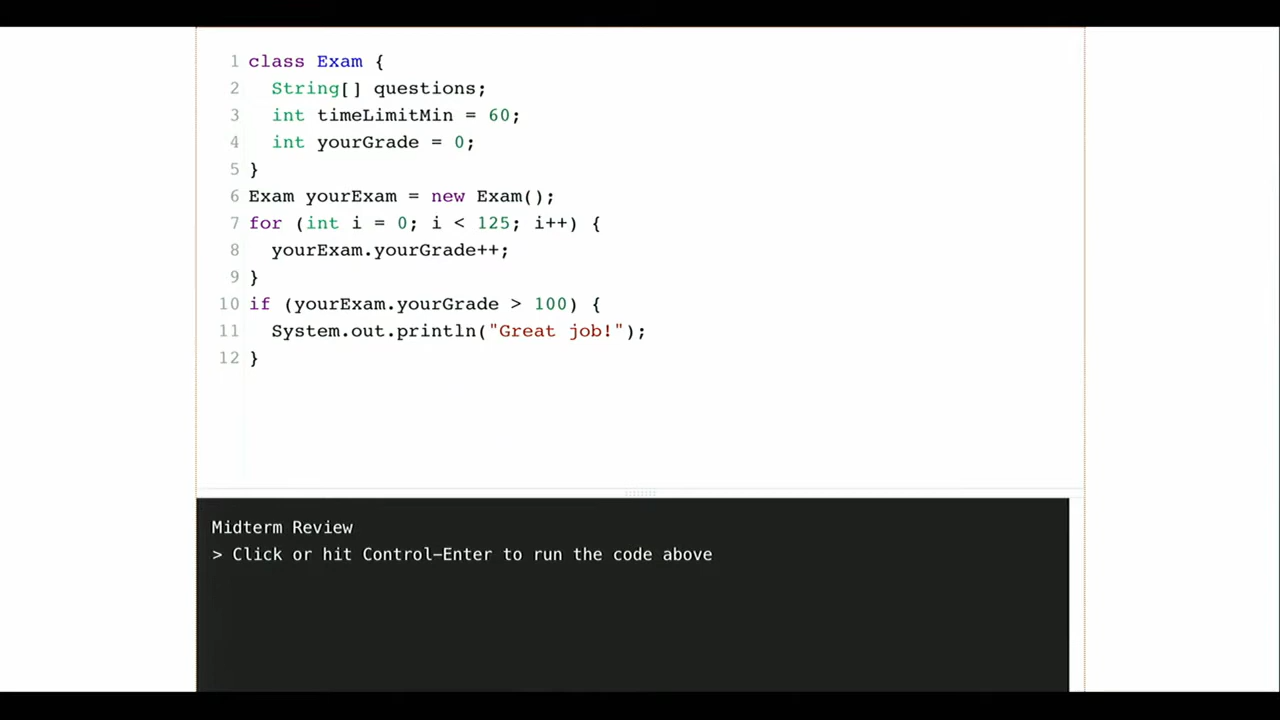 1 class Exam {
2   String[] questions;
3   int timeLimitMin = 60;
4   int yourGrade = 0;
5 }
6 Exam yourExam = new Exam();
7 for (int i = 0; i < 125; i++) {
8   yourExam.yourGrade++;
9 }
10 if (yourExam.yourGrade > 100) {
11   System.out.println("Great job!");
12 }
Midterm Review
> Click or hit Control-Enter to run the code above